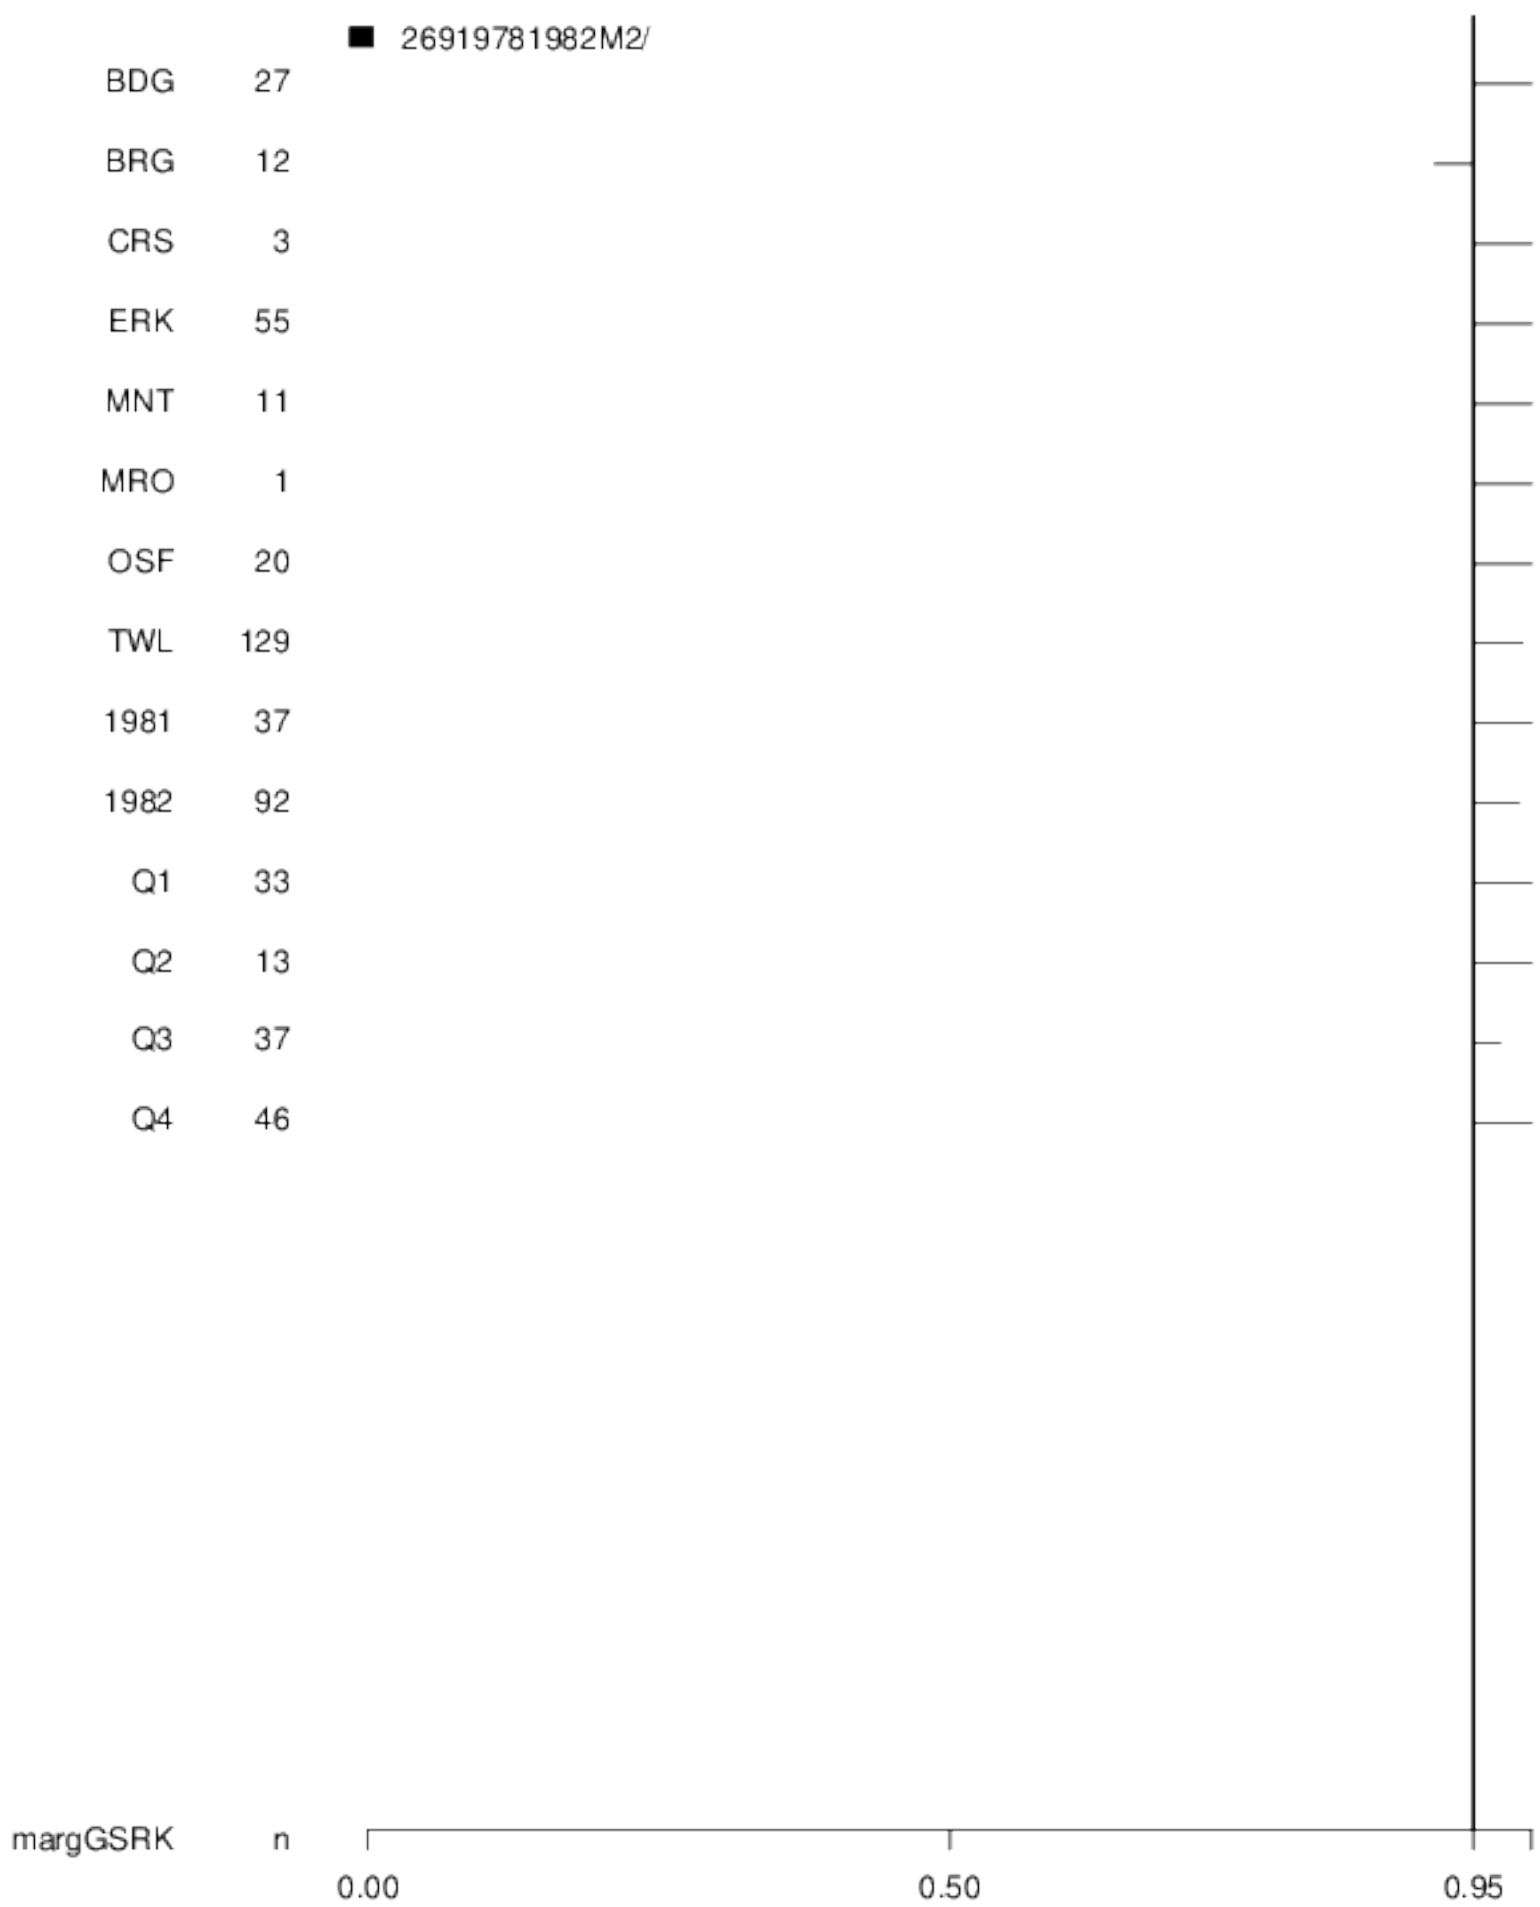 26919781982M2/
BDG 27
BRG 12
CRS 3
ERK 55
MNT 11
MRO 1
OSF 20
TWL 129
1981 37
1982 92
Q1 33
Q2 13
Q3 37
Q4 46
margGSRK n
0.00 0.50 0.95